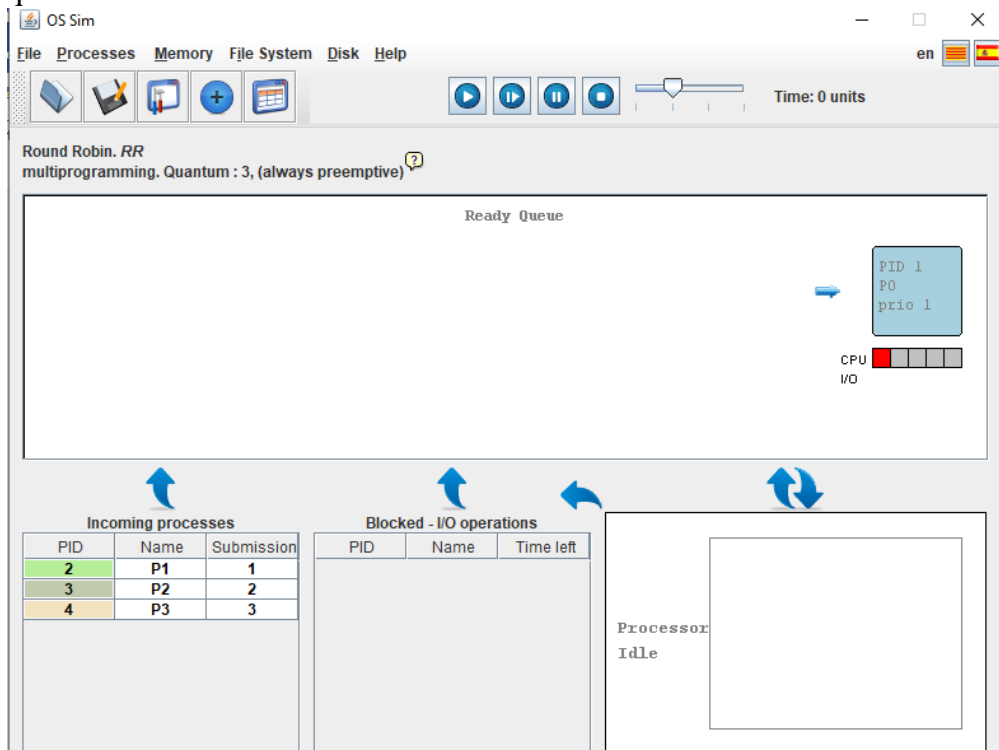 OS Sim
File Processes Memory File System Disk Help en
Time: 0 units
Round Robin. RR
multiprogramming. Quantum : 3, (always preemptive) ?
Ready Queue
PID 1
P0
prio 1
CPU
I/O
Incoming processes
PID Name Submission
2 P1 1
3 P2 2
4 P3 3
Blocked - I/O operations
PID Name Time left
Processor
Idle